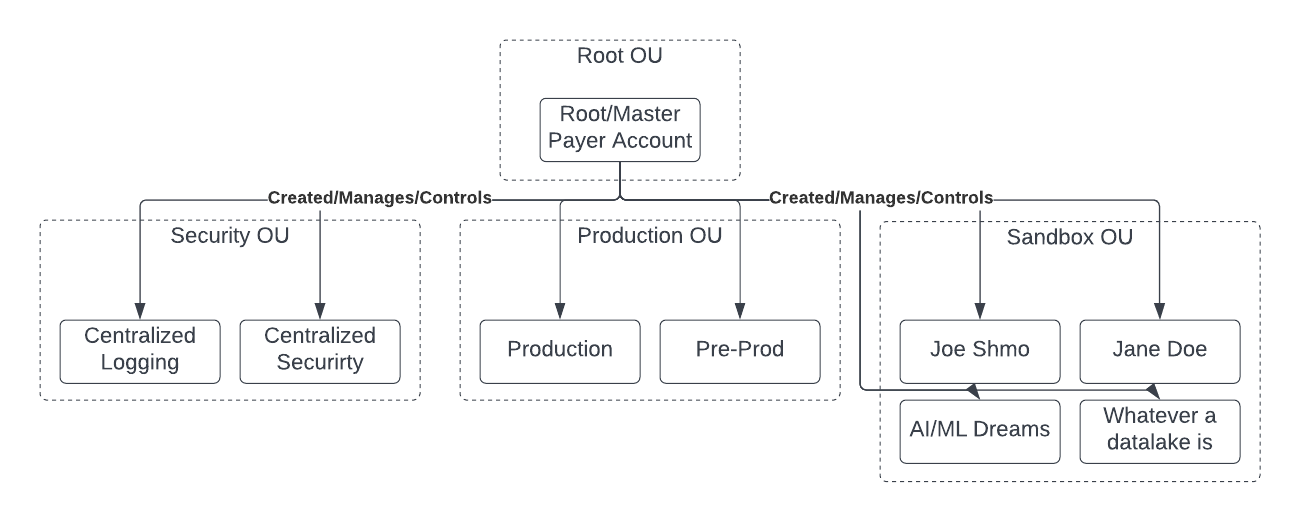 Root OU
Root/Master
Payer Account
Created/Manages/Controls
Created/Manages/Controls
Security OU
Production OU
Sandbox OU
Centralized
Logging
Centralized
Securirty
Production
Pre-Prod
Joe Shmo
Jane Doe
AI/ML Dreams
Whatever a
datalake is